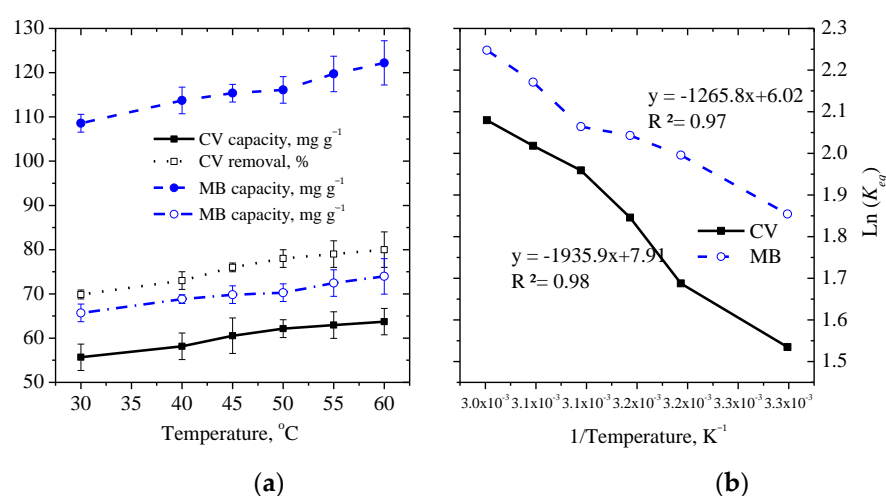 130
120
110
100
90
80
70
60
50
30
35
40
45
50
55
60
Temperature, °C
CV capacity, mg g⁻¹
CV removal, %
MB capacity, mg g⁻¹
MB capacity, mg g⁻¹
(a)
y = -1265.8x+6.02
R ²= 0.97
CV
MB
y = -1935.9x+7.91
R ²= 0.98
2.3
2.2
2.1
2.0
1.9
1.8
1.7
1.6
1.5
Ln (Keq)
3.0x10⁻³
3.1x10⁻³
3.1x10⁻³
3.2x10⁻³
3.2x10⁻³
3.3x10⁻³
3.3x10⁻³
1/Temperature, K⁻¹
(b)